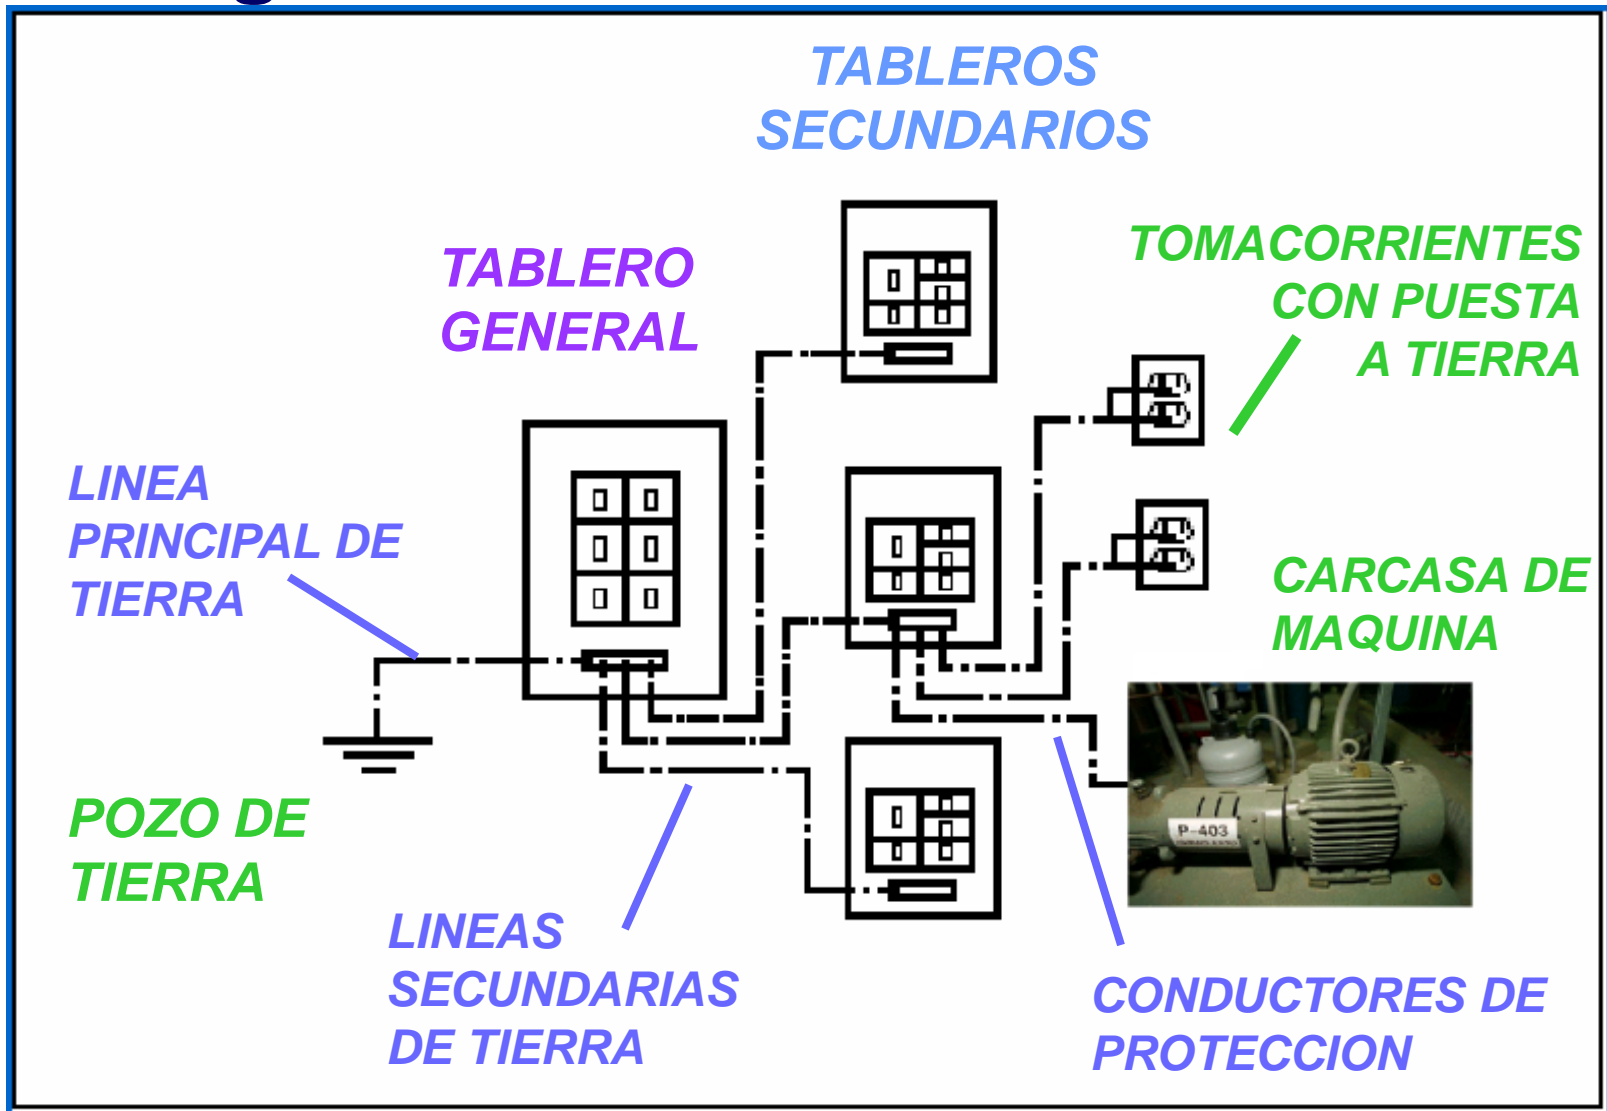 TABLEROS
SECUNDARIOS
TABLERO
GENERAL
TOMACORRIENTES
CON PUESTA
A TIERRA
LINEA
PRINCIPAL DE
TIERRA
CARCASA DE
MAQUINA
POZO DE
TIERRA
P-403
LINEAS
SECUNDARIAS
DE TIERRA
CONDUCTORES DE
PROTECCION